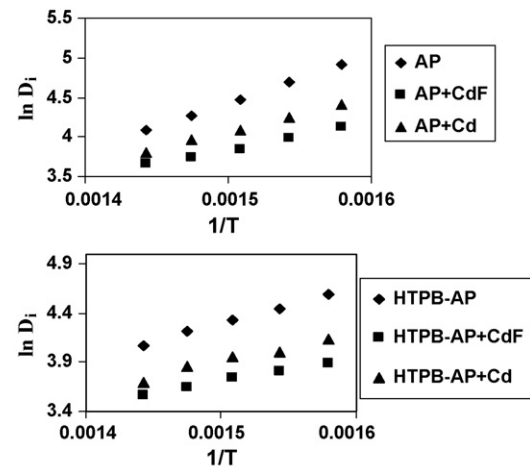 5.5
5
4.5
4
3.5
ln Di
0.0014 0.0015 0.0016
1/T
AP
AP+CdF
AP+Cd
4.9
4.4
3.9
3.4
ln Di
0.0014 0.0015 0.0016
1/T
HTPB-AP
HTPB-AP+CdF
HTPB-AP+Cd